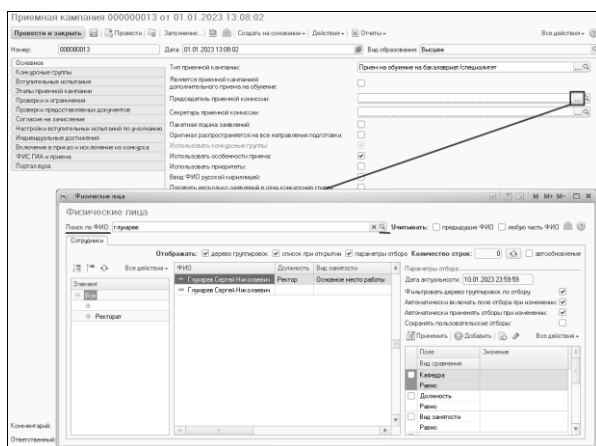 Приемная кампания 000000013 от 01.01.2023 13:08:02
Провести и закрыть Провести Заполнение... Создать на основании Действия Отчеты Все действия
Номер: 000000013 Дата: 01.01.2023 13:08:02 Вид образования: Высшее
Основное
Конкурсные группы
Вступительные испытания
Этапы приемной кампании
Проверки и ограничения
Проверки предоставляемых документов
Согласие на зачисление
Настройки вступительных испытаний по умолчанию
Индивидуальные достижения
Включение в приказ и исключение из конкурса
ФИС ГИА и приема
Портал вуза
Тип приемной кампании: Прием на обучение на бакалавриат/специалитет
Является приемной кампанией
дополнительного приема на обучение:
Председатель приемной комиссии:
Секретарь приемной комиссии:
Пакетная подача заявлений:
Оригинал распространяется на все направления подготовки:
Использовать конкурсные группы:
Использовать особенности приема:
Использовать приоритеты:
Ввод ФИО русской кириллицей:
Подавать несколько заявлений в одну конкурсную группу:
Физические лица M M+ M-
Физические лица
Поиск по ФИО: глухарев Учитывать: предыдущие ФИО любую часть ФИО
Сотрудники
Отображать: дерево группировок список при открытии параметры отбора Количество строк: 0 автообновление
Все действия
Элемент
Все
Ректорат
ФИО Должность Вид занятости
Глухарев Сергей Николаевич Ректор Основное место работы
Глухарев Сергей Николаевич
Параметры отбора
Дата актуальности: 10.01.2023 23:59:59
Фильтровать дерево группировок по отбору:
Автоматически включать поле отбора при изменении:
Автоматически применять отборы при изменении:
Сохранять пользовательские отборы:
Применить Добавить Все действия
Поле Значение
Вид сравнения
Кафедра
Равно
Должность
Равно
Вид занятости
Равно
Комментарий:
Ответственный: